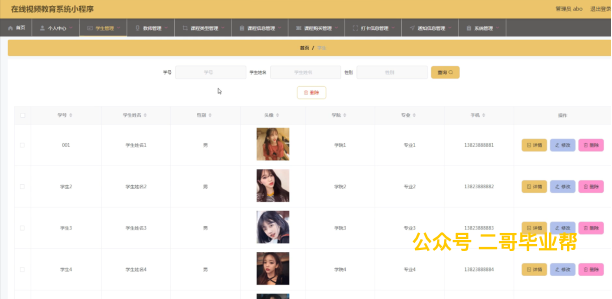 在线视频教育系统小程序
管理员 abo 退出登录
首页 个人中心 学生管理 教师管理 课程类型管理 课程信息管理 课程购买管理 打卡信息管理 通知信息管理 系统管理
首页 /
学号 学号 学生姓名 学生姓名 性别 性别 查询
删除
学号 学生姓名 性别 头像 学院 专业 手机 操作
001 学生姓名1 男 学院1 专业1 13823888881 详情 修改 删除
学生2 学生姓名2 男 学院2 专业2 13823888882 详情 修改 删除
学生3 学生姓名3 男 学院3 专业3 13823888883 详情 修改 删除
公众号 二哥毕业帮
学生4 学生姓名4 男 学院4 专业4 13823888884 详情 修改 删除